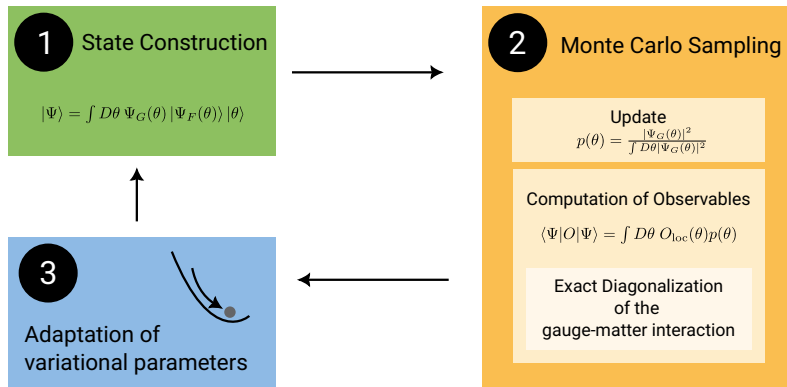 1 State Construction
|Ψ⟩ = ∫ Dθ Ψ_G(θ) |Ψ_F(θ)⟩ |θ⟩
2 Monte Carlo Sampling
Update
p(θ) = |Ψ_G(θ)|² / ∫ Dθ|Ψ_G(θ)|²
Computation of Observables
⟨Ψ|O|Ψ⟩ = ∫ Dθ O_loc(θ)p(θ)
Exact Diagonalization
of the
gauge-matter interaction
3
Adaptation of
variational parameters